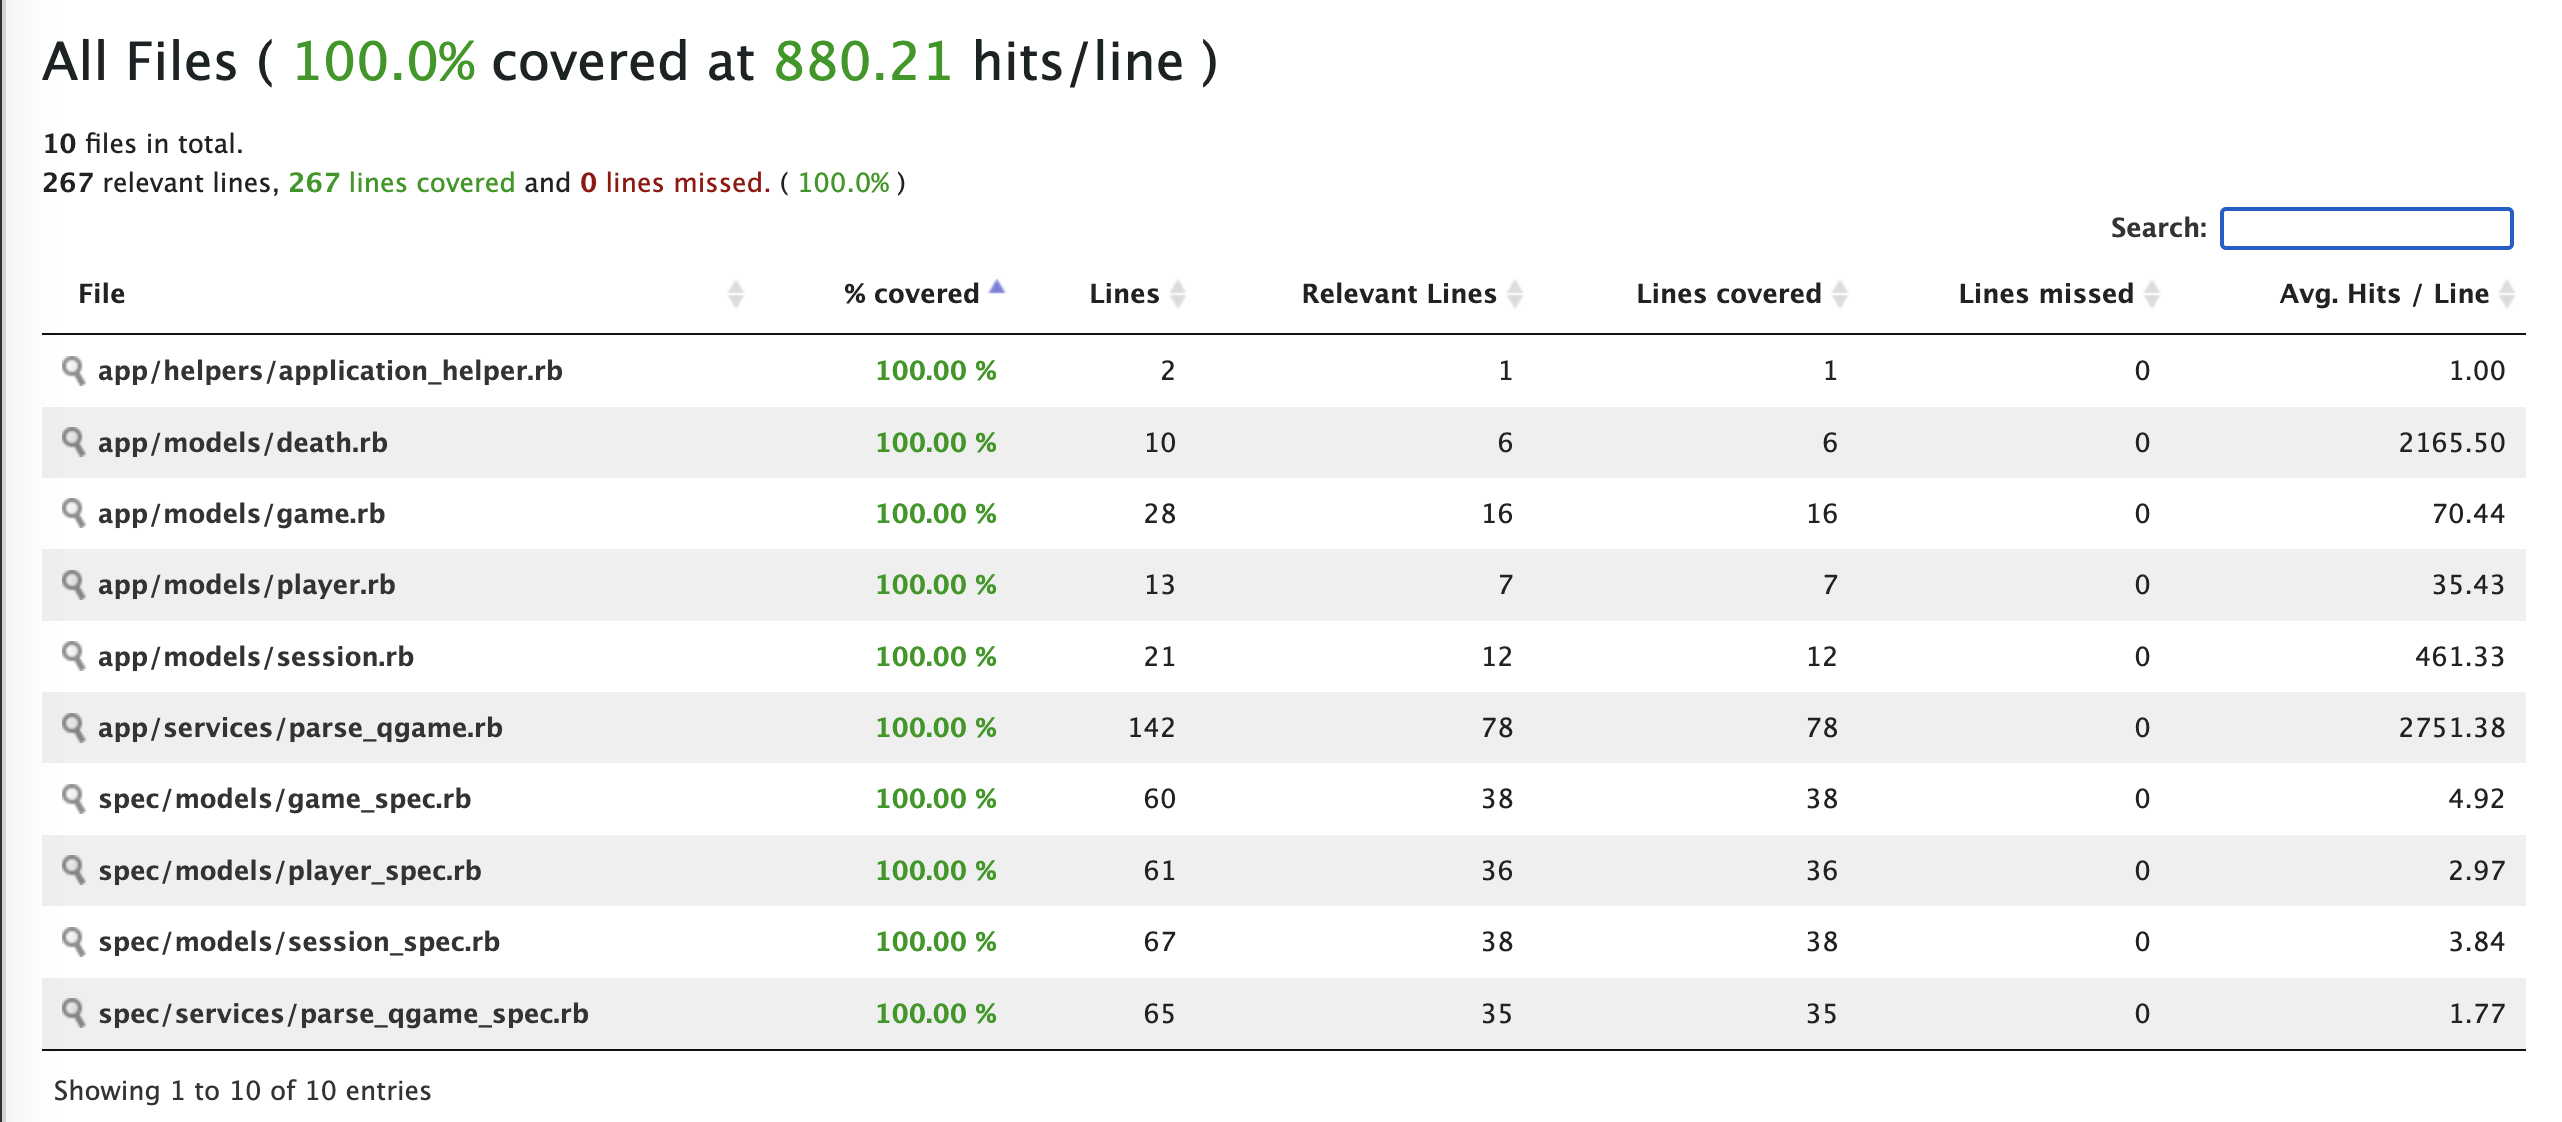 All Files ( 100.0% covered at 880.21 hits/line )
10 files in total.
267 relevant lines, 267 lines covered and 0 lines missed. ( 100.0% )
Search:
File % covered Lines Relevant Lines Lines covered Lines missed Avg. Hits / Line
app/helpers/application_helper.rb 100.00 % 2 1 1 0 1.00
app/models/death.rb 100.00 % 10 6 6 0 2165.50
app/models/game.rb 100.00 % 28 16 16 0 70.44
app/models/player.rb 100.00 % 13 7 7 0 35.43
app/models/session.rb 100.00 % 21 12 12 0 461.33
app/services/parse_qgame.rb 100.00 % 142 78 78 0 2751.38
spec/models/game_spec.rb 100.00 % 60 38 38 0 4.92
spec/models/player_spec.rb 100.00 % 61 36 36 0 2.97
spec/models/session_spec.rb 100.00 % 67 38 38 0 3.84
spec/services/parse_qgame_spec.rb 100.00 % 65 35 35 0 1.77
Showing 1 to 10 of 10 entries